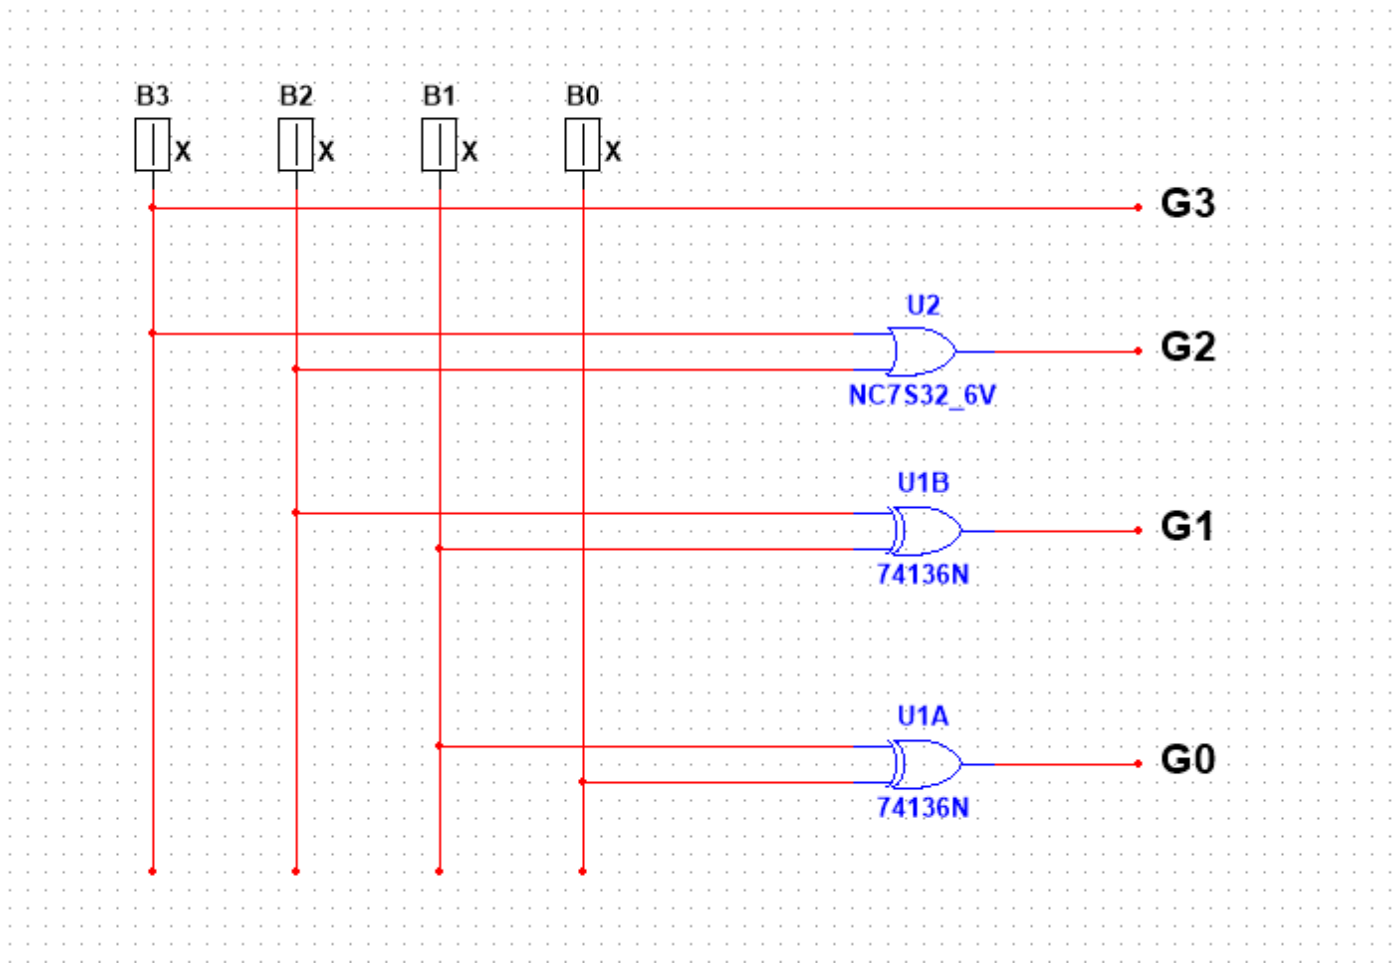 B3 B2 B1 B0
X X X X
G3
U2
G2
NC7S32_6V
U1B
G1
74136N
U1A
G0
74136N